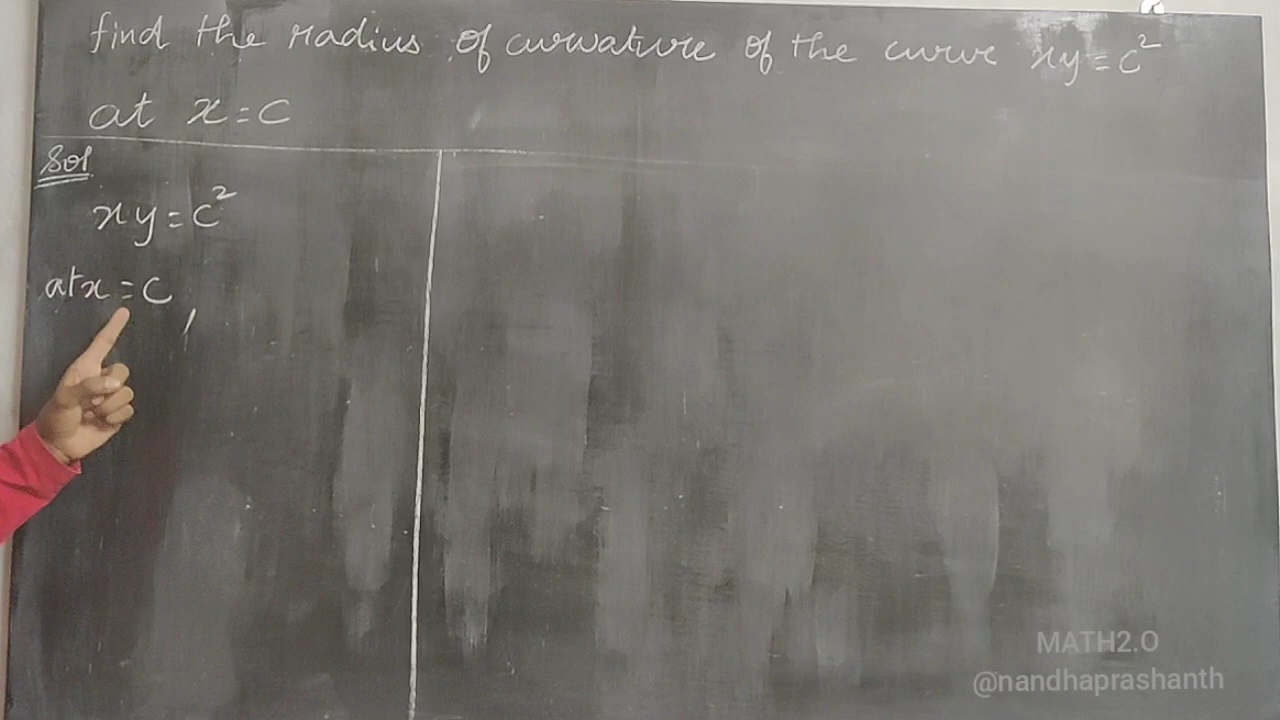 find the radius of curvature of the curve xy = c²
at x = c
Sol
xy = c²
at x = c
MATH2.O
@nandhaprashanth